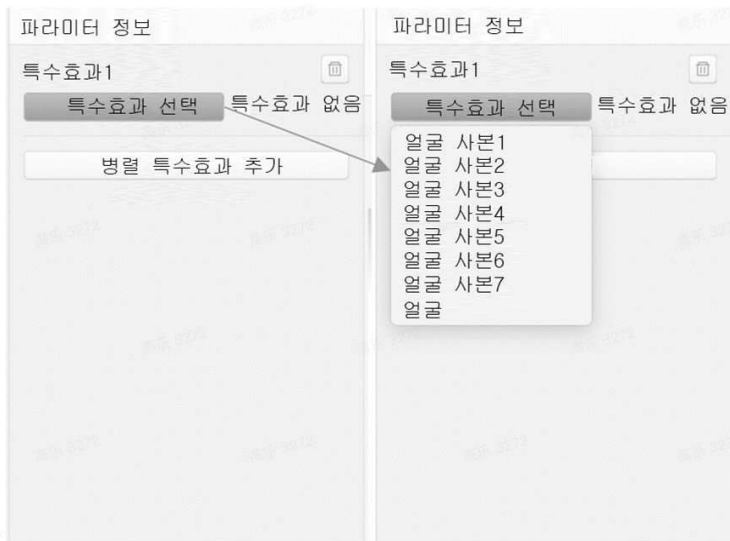 파라미터 정보
특수효과1
특수효과 선택 특수효과 없음
병렬 특수효과 추가
파라미터 정보
특수효과1
특수효과 선택 특수효과 없음
얼굴 사본1
얼굴 사본2
얼굴 사본3
얼굴 사본4
얼굴 사본5
얼굴 사본6
얼굴 사본7
얼굴